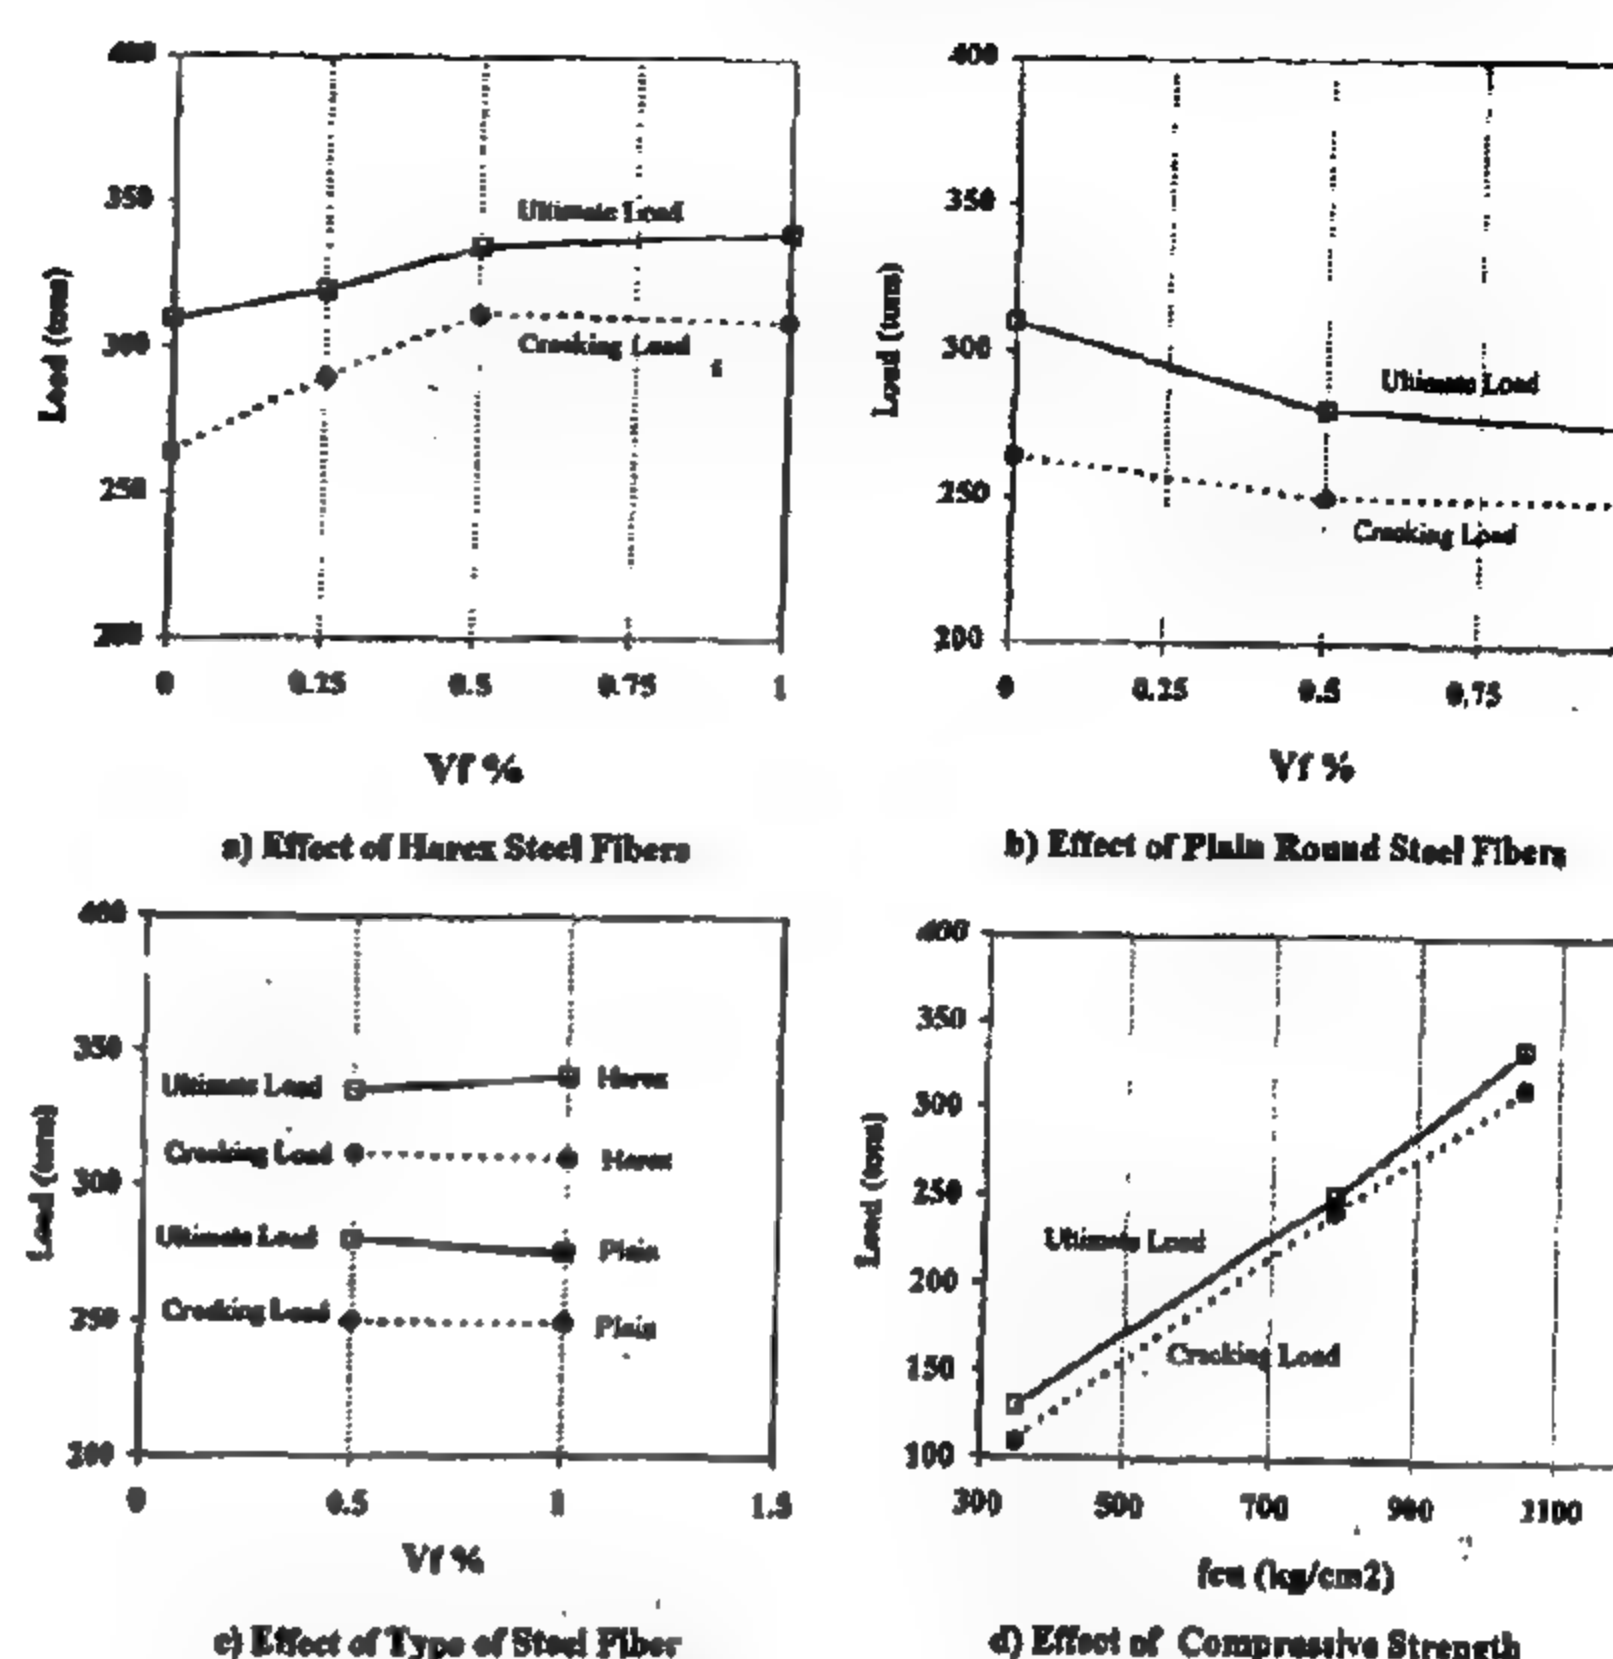 400
350
Ultimate Load
300
Cracking Load
250
200
Load (tons)
0 0.25 0.5 0.75 1
Vf %
a) Effect of Harex Steel Fibers
400
350
300
Ultimate Load
250
Cracking Load
200
Load (tons)
0 0.25 0.5 0.75
Vf %
b) Effect of Plain Round Steel Fibers
400
350
Ultimate Load Harex
Cracking Load Harex
300
Ultimate Load Plain
250
Cracking Load Plain
200
Load (tons)
0 0.5 1 1.5
Vf %
c) Effect of Type of Steel Fiber
400
350
300
250
Ultimate Load
200
150
Cracking Load
100
Load (tons)
300 500 700 900 1100
fcu (kg/cm2)
d) Effect of Compressive Strength